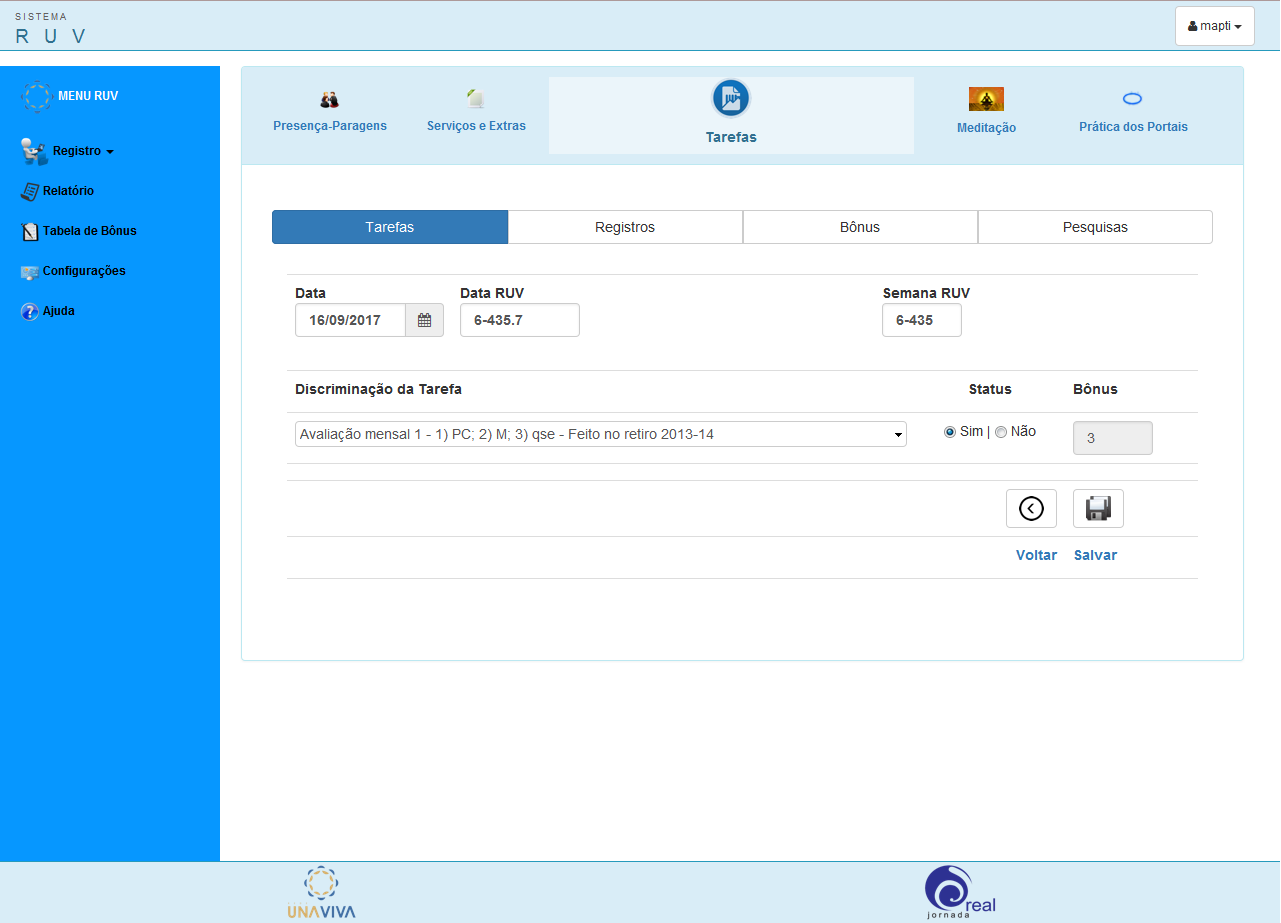 SISTEMA
R U V
mapti
MENU RUV
Registro
Relatório
Tabela de Bônus
Configurações
Ajuda
Presença-Paragens
Serviços e Extras
Tarefas
Meditação
Prática dos Portais
Tarefas
Registros
Bônus
Pesquisas
Data
Data RUV
Semana RUV
16/09/2017
6-435.7
6-435
Discriminação da Tarefa
Status
Bônus
Avaliação mensal 1 - 1) PC; 2) M; 3) qse - Feito no retiro 2013-14
Sim | Não
3
Voltar
Salvar
UNAVIVA
real
jornada